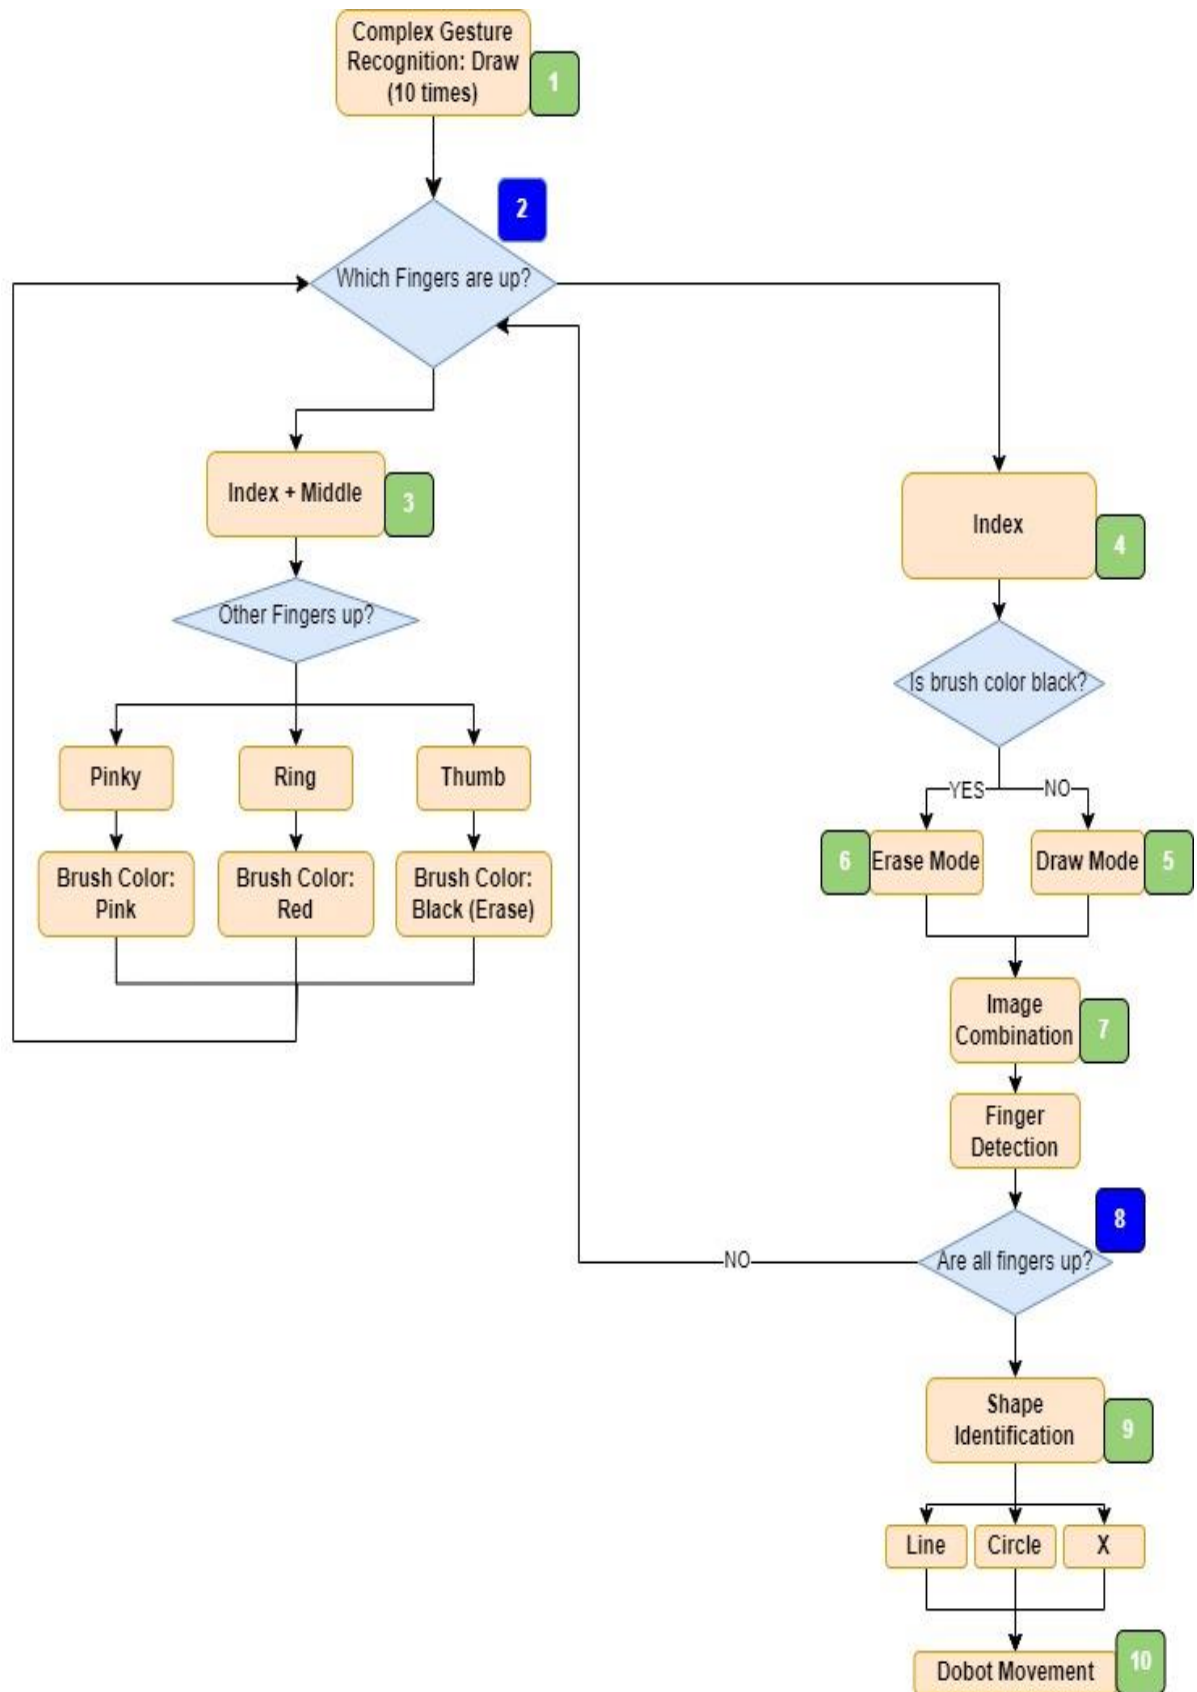 Complex Gesture
Recognition: Draw
(10 times)
1
2
Which Fingers are up?
Index + Middle
3
Index
4
Other Fingers up?
Is brush color black?
Pinky
Ring
Thumb
YES
NO
Brush Color:
Pink
Brush Color:
Red
Brush Color:
Black (Erase)
6
Erase Mode
Draw Mode
5
Image
Combination
7
Finger
Detection
8
Are all fingers up?
NO
Shape
Identification
9
Line
Circle
X
Dobot Movement
10